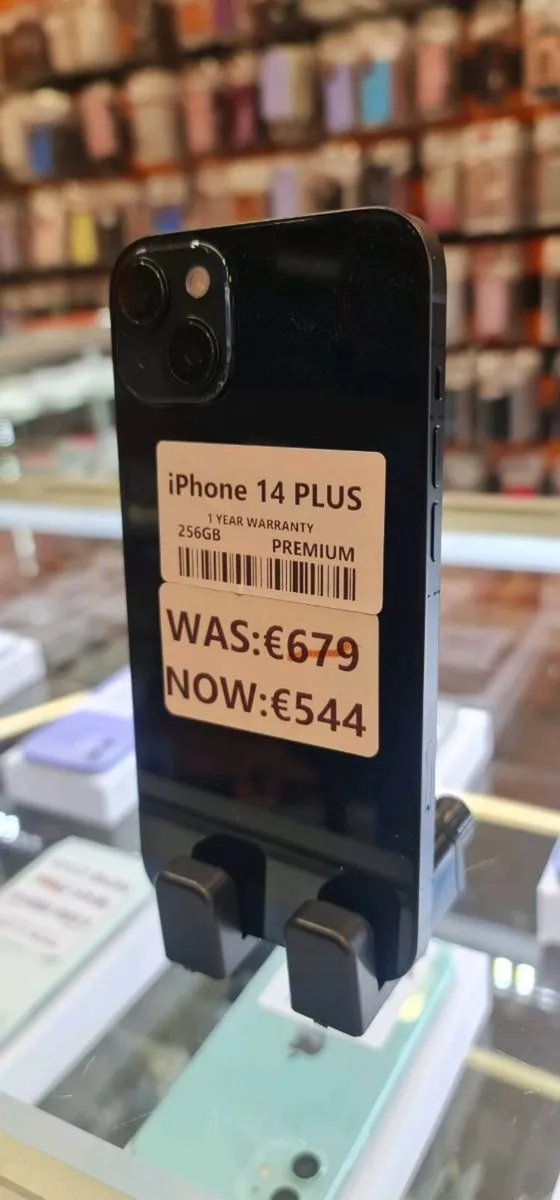 iPhone 14 PLUS
1 YEAR WARRANTY
256GB
PREMIUM
WAS:€679
NOW:€544